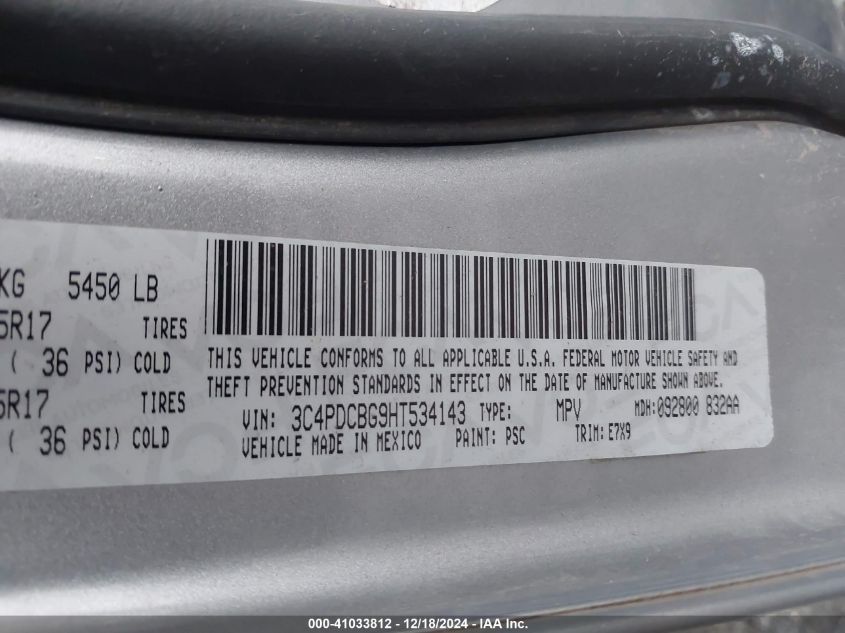 KG 5450 LB
5R17 TIRES
( 36 PSI) COLD
5R17 TIRES
( 36 PSI) COLD
THIS VEHICLE CONFORMS TO ALL APPLICABLE U.S.A. FEDERAL MOTOR VEHICLE SAFETY AND
THEFT PREVENTION STANDARDS IN EFFECT ON THE DATE OF MANUFACTURE SHOWN ABOVE.
VIN: 3C4PDCBG9HT534143 TYPE: MPV MDH:092800 832AA
VEHICLE MADE IN MEXICO PAINT: PSC TRIM: E7X9
000-41033812 - 12/18/2024 - IAA Inc.